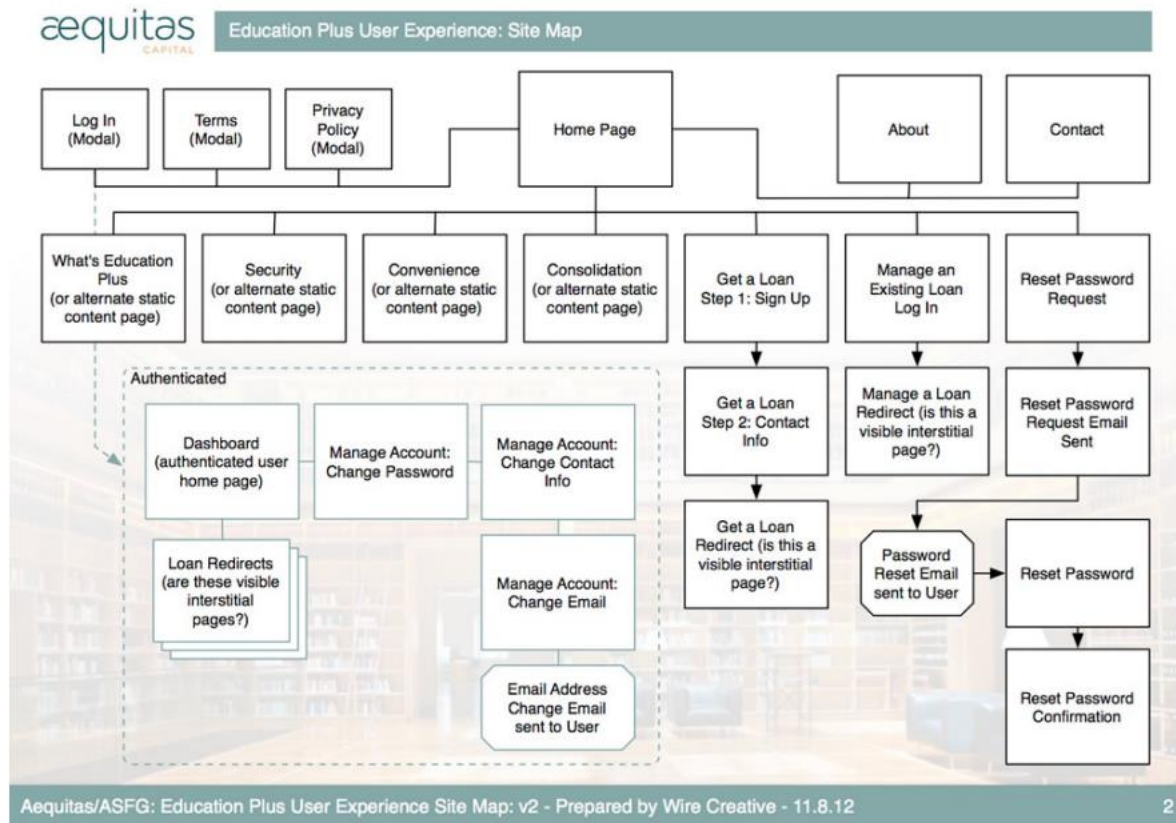 aequitas
CAPITAL
Education Plus User Experience: Site Map
Log In
(Modal)
Terms
(Modal)
Privacy
Policy
(Modal)
Home Page
About
Contact
What's Education
Plus
(or alternate static
content page)
Security
(or alternate static
content page)
Convenience
(or alternate static
content page)
Consolidation
(or alternate static
content page)
Get a Loan
Step 1: Sign Up
Manage an
Existing Loan
Log In
Reset Password
Request
Authenticated
Dashboard
(authenticated user
home page)
Manage Account:
Change Password
Manage Account:
Change Contact
Info
Get a Loan
Step 2: Contact
Info
Manage a Loan
Redirect (is this a
visible interstitial
page?)
Reset Password
Request Email
Sent
Loan Redirects
(are these visible
interstitial
pages?)
Manage Account:
Change Email
Get a Loan
Redirect (is this a
visible interstitial
page?)
Password
Reset Email
sent to User
Reset Password
Email Address
Change Email
sent to User
Reset Password
Confirmation
Aequitas/ASFG: Education Plus User Experience Site Map: v2 - Prepared by Wire Creative - 11.8.12
2